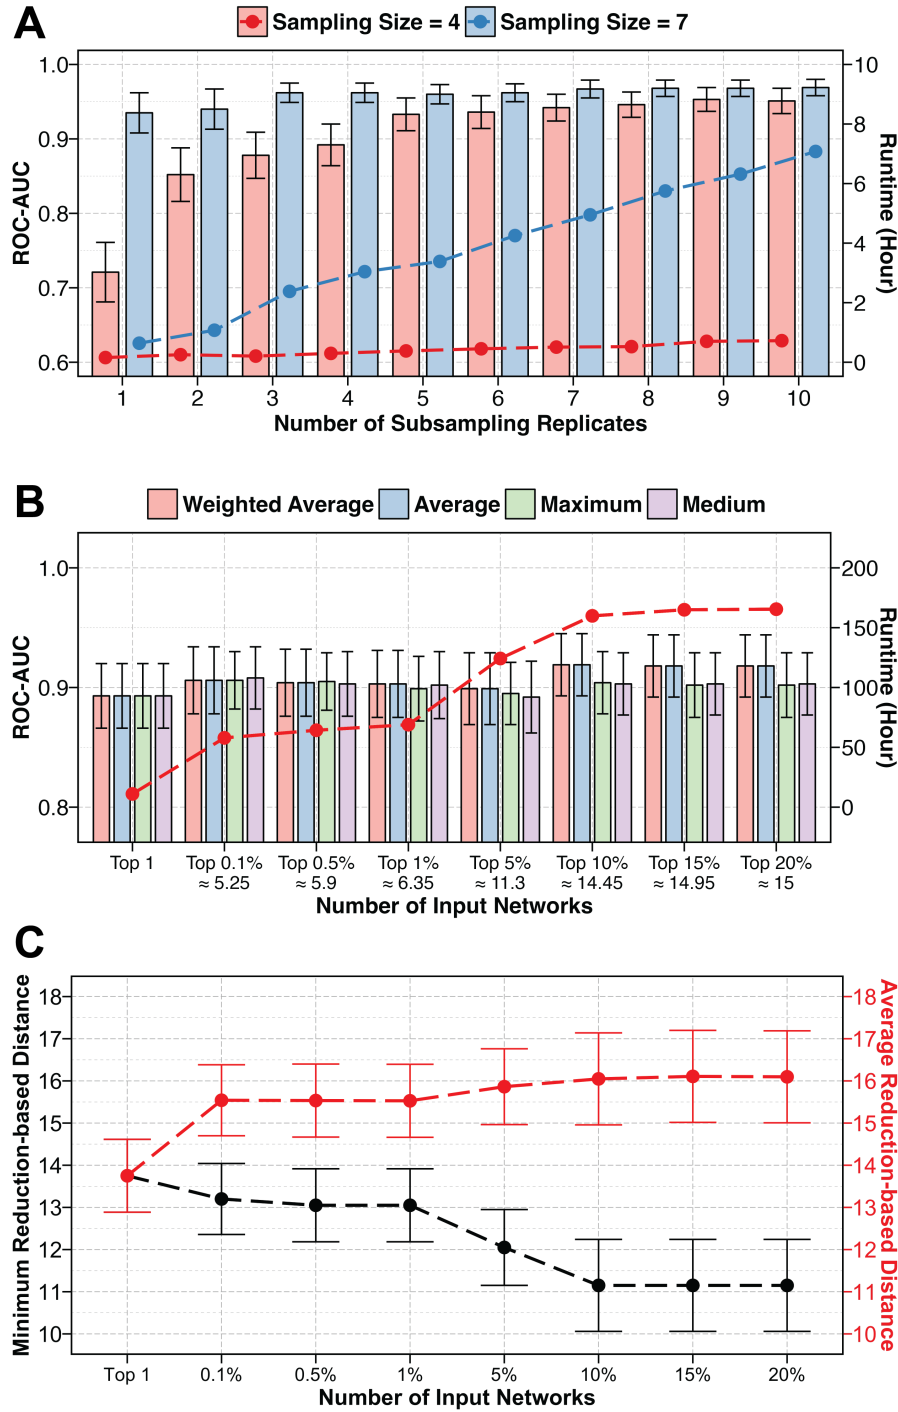 A
Sampling Size = 4 Sampling Size = 7
1.0
0.9
0.8
0.7
0.6
ROC-AUC
10
8
6
4
2
0
Runtime (Hour)
1 2 3 4 5 6 7 8 9 10
Number of Subsampling Replicates
B
Weighted Average Average Maximum Medium
1.0
0.9
0.8
ROC-AUC
200
150
100
50
0
Runtime (Hour)
Top 1 Top 0.1% Top 0.5% Top 1% Top 5% Top 10% Top 15% Top 20%
≈ 5.25 ≈ 5.9 ≈ 6.35 ≈ 11.3 ≈ 14.45 ≈ 14.95 ≈ 15
Number of Input Networks
C
18
17
16
15
14
13
12
11
10
Minimum Reduction-based Distance
18
17
16
15
14
13
12
11
10
Average Reduction-based Distance
Top 1 0.1% 0.5% 1% 5% 10% 15% 20%
Number of Input Networks